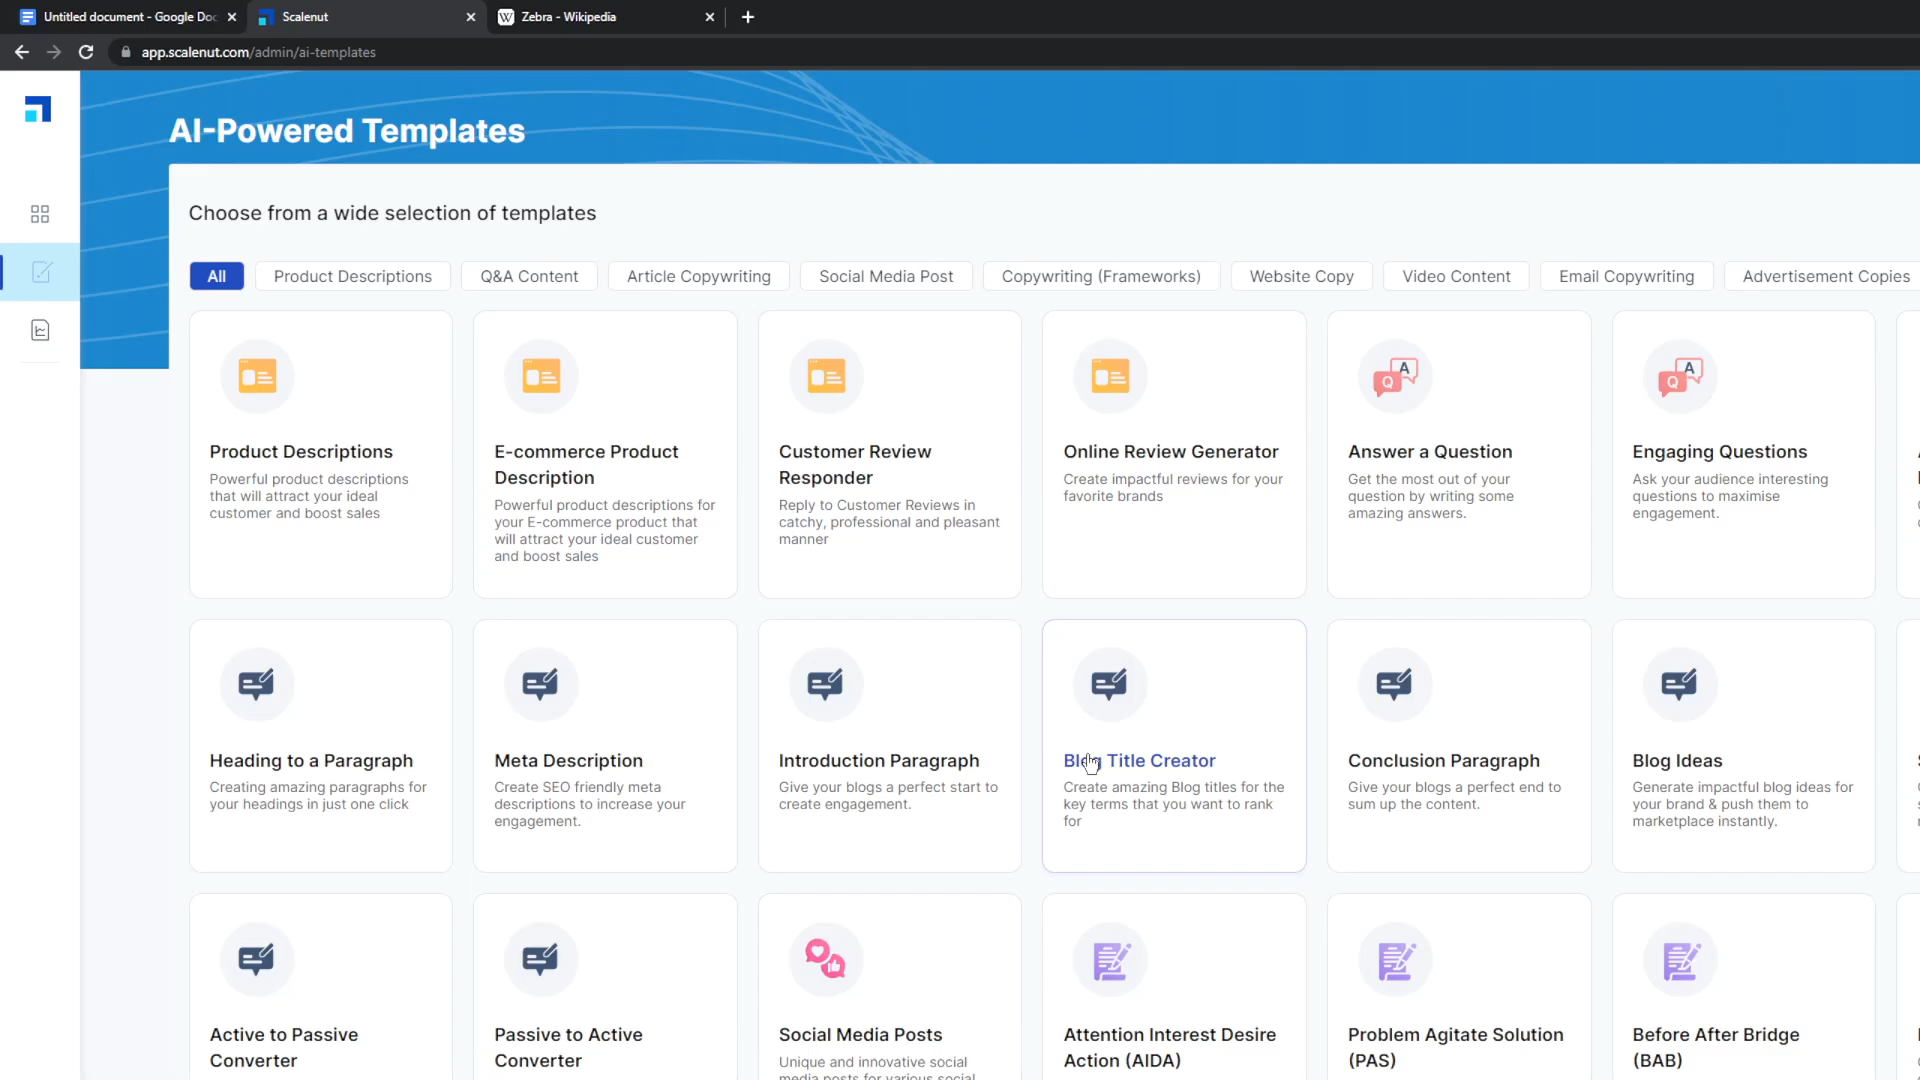 Untitled document - Google Doc
Scalenut
Zebra - Wikipedia
app.scalenut.com/admin/ai-templates
AI-Powered Templates
Choose from a wide selection of templates
All
Product Descriptions
Q&A Content
Article Copywriting
Social Media Post
Copywriting (Frameworks)
Website Copy
Video Content
Email Copywriting
Advertisement Copies
Product Descriptions
Powerful product descriptions
that will attract your ideal
customer and boost sales
E-commerce Product
Description
Powerful product descriptions for
your E-commerce product that
will attract your ideal customer
and boost sales
Customer Review
Responder
Reply to Customer Reviews in
catchy, professional and pleasant
manner
Online Review Generator
Create impactful reviews for your
favorite brands
Q A
Answer a Question
Get the most out of your
question by writing some
amazing answers.
Q A
Engaging Questions
Ask your audience interesting
questions to maximise
engagement.
Heading to a Paragraph
Creating amazing paragraphs for
your headings in just one click
Meta Description
Create SEO friendly meta
descriptions to increase your
engagement.
Introduction Paragraph
Give your blogs a perfect start to
create engagement.
Blog Title Creator
Create amazing Blog titles for the
key terms that you want to rank
for
Conclusion Paragraph
Give your blogs a perfect end to
sum up the content.
Blog Ideas
Generate impactful blog ideas for
your brand & push them to
marketplace instantly.
Active to Passive
Converter
Passive to Active
Converter
Social Media Posts
Unique and innovative social
media posts for various social
Attention Interest Desire
Action (AIDA)
Problem Agitate Solution
(PAS)
Before After Bridge
(BAB)